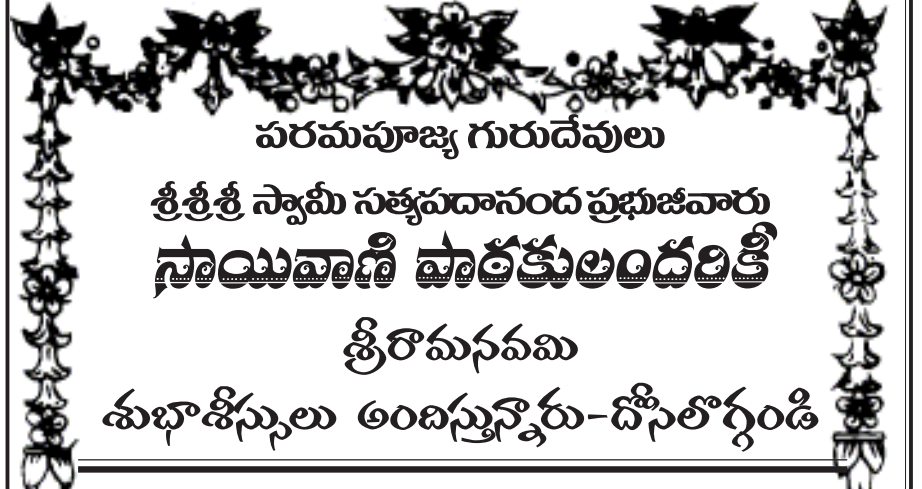 పరమపూజ్య గురుదేవులు
శ్రీశ్రీశ్రీ స్వామీ సత్యపదానంద ప్రభుజీవారు
సాయివాణి పాఠకులందరికీ
శ్రీరామనవమి
శుభాశీస్సులు అందిస్తున్నారు-దోసిలొగ్గండి